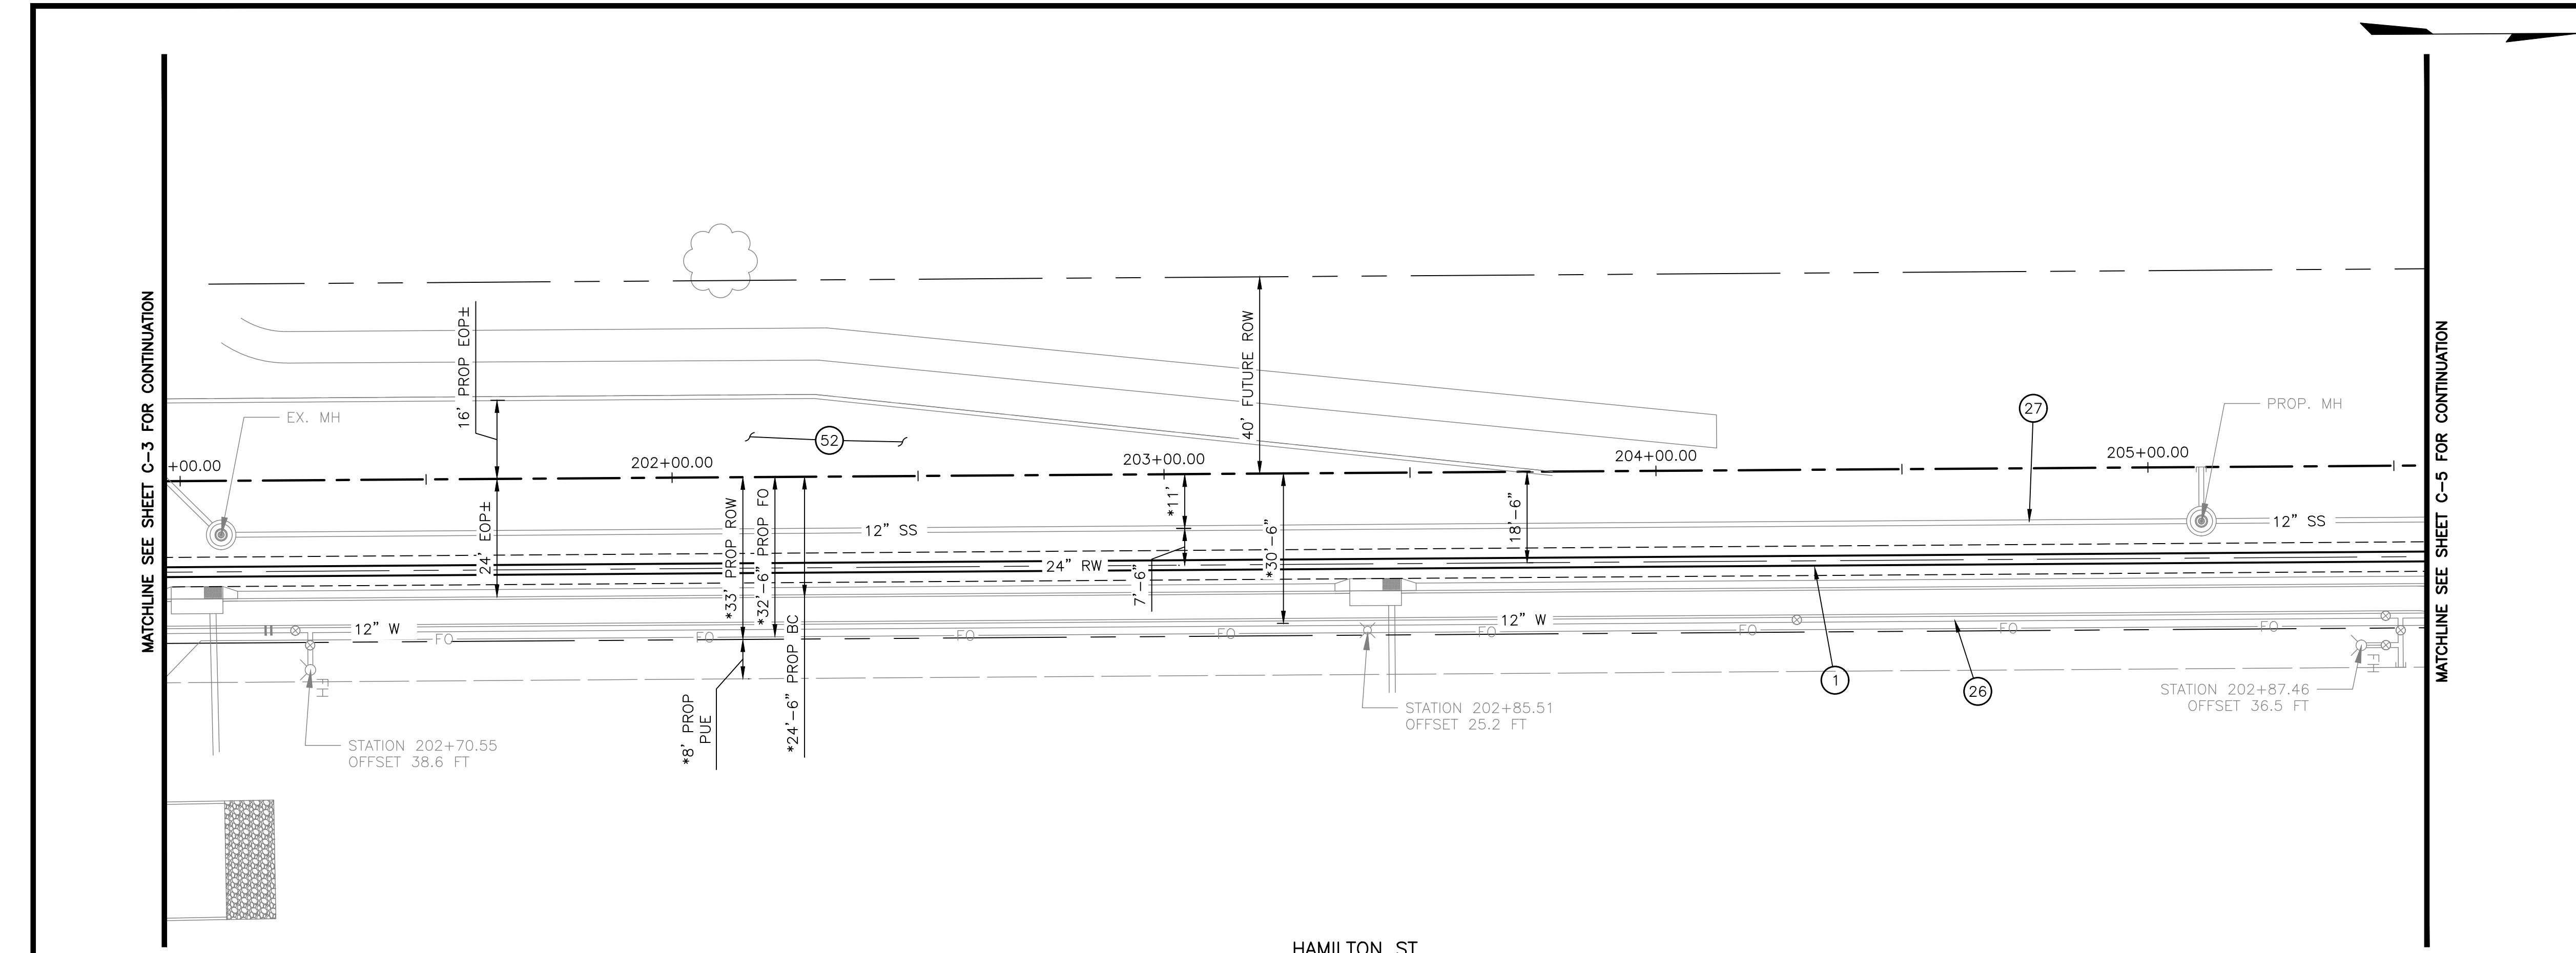 MATCHLINE SEE SHEET C-3 FOR CONTINUATION
MATCHLINE SEE SHEET C-5 FOR CONTINUATION
16' PROP EOP±
40' FUTURE ROW
EX. MH
52
27
PROP. MH
+00.00
202+00.00
203+00.00
204+00.00
205+00.00
24' EOP±
*33' PROP ROW
*32'-6" PROP FO
*24'-6" PROP BC
*11'
7'-6"
*30'-6"
18'-6"
12" SS
12" SS
24" RW
12" W
12" W
FO
FO
FO
FO
FO
FO
FO
FO
FH
FH
1
26
*8' PROP
PUE
STATION 202+70.55
OFFSET 38.6 FT
STATION 202+85.51
OFFSET 25.2 FT
STATION 202+87.46
OFFSET 36.5 FT
HAMILTON ST